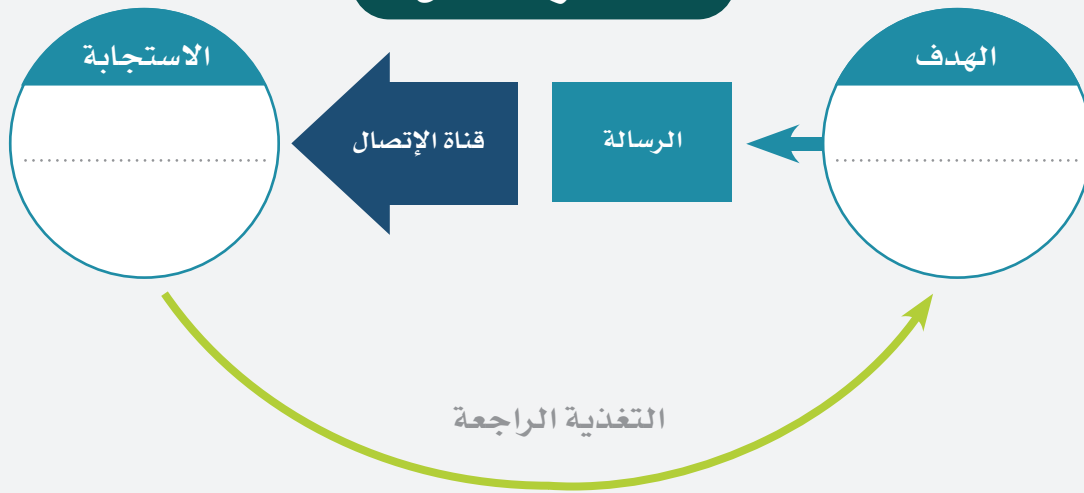 الهدف
الرسالة
قناة الإتصال
الاستجابة
التغذية الراجعة